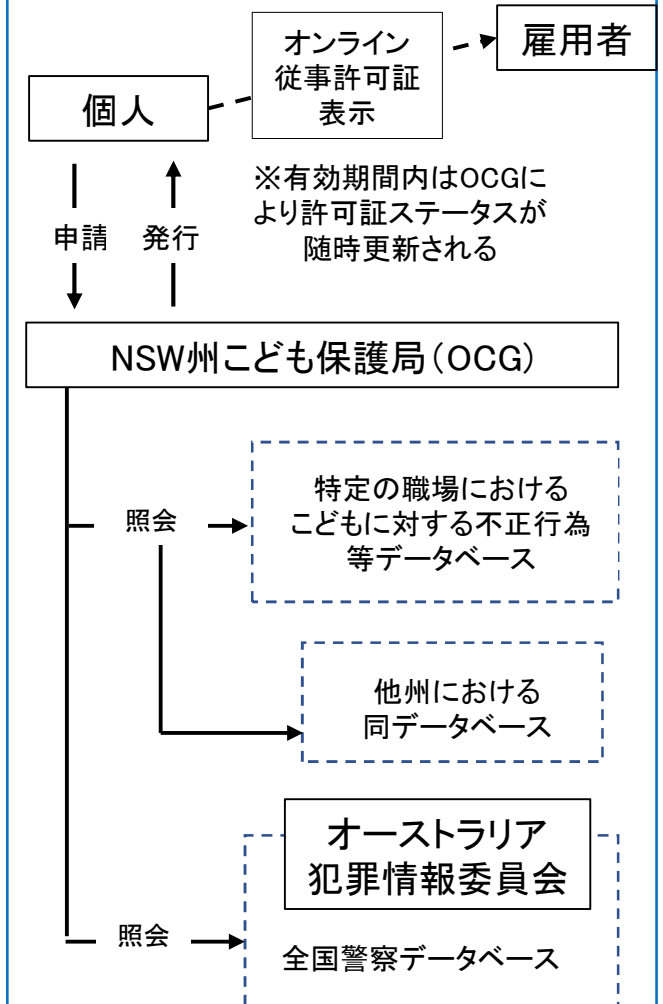 オンライン
従事許可証
表示
雇用者
個人
※有効期間内はOCGに
より許可証ステータスが
随時更新される
申請
発行
NSW州こども保護局(OCG)
特定の職場における
こどもに対する不正行為
等データベース
照会
他州における
同データベース
オーストラリア
犯罪情報委員会
照会
全国警察データベース